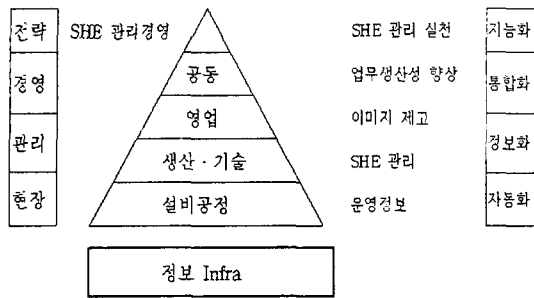 전략 SHE 관리경영 SHE 관리 실천 지능화
경영 공동 업무생산성 향상 통합화
영업 이미지 제고
관리 생산 · 기술 SHE 관리 정보화
현장 설비공정 운영정보 자동화
정보 Infra